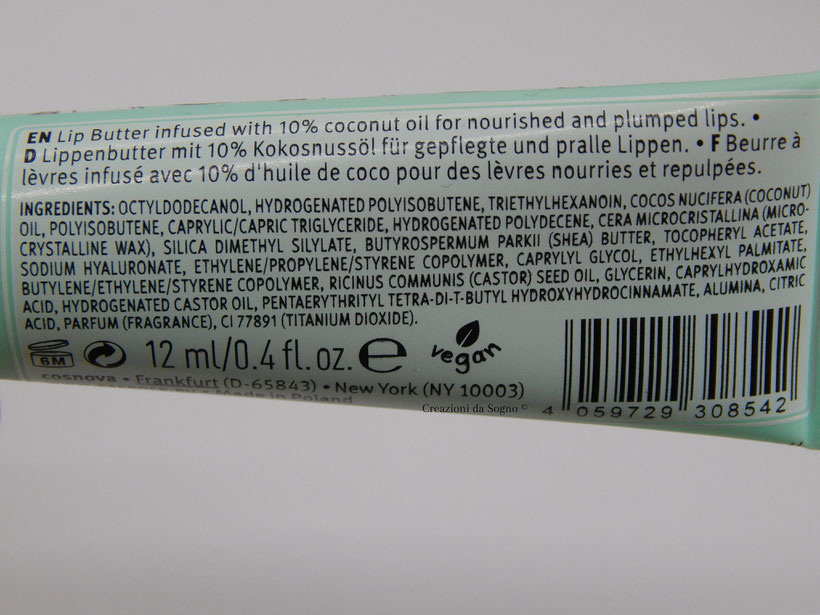 EN Lip Butter infused with 10% coconut oil for nourished and plumped lips. •
D Lippenbutter mit 10% Kokosnussöl für gepflegte und pralle Lippen. • F Beurre à
lèvres infusé avec 10% d'huile de coco pour des lèvres nourries et repulpées.
INGREDIENTS: OCTYLDODECANOL, HYDROGENATED POLYISOBUTENE, TRIETHYLHEXANOIN, COCOS NUCIFERA (COCONUT)
OIL, POLYISOBUTENE, CAPRYLIC/CAPRIC TRIGLYCERIDE, HYDROGENATED POLYDECENE, CERA MICROCRISTALLINA (MICRO-
CRYSTALLINE WAX), SILICA DIMETHYL SILYLATE, BUTYROSPERMUM PARKII (SHEA) BUTTER, TOCOPHERYL ACETATE,
SODIUM HYALURONATE, ETHYLENE/PROPYLENE/STYRENE COPOLYMER, CAPRYLYL GLYCOL, ETHYLHEXYL PALMITATE,
BUTYLENE/ETHYLENE/STYRENE COPOLYMER, RICINUS COMMUNIS (CASTOR) SEED OIL, GLYCERIN, CAPRYLHYDROXAMIC
ACID, HYDROGENATED CASTOR OIL, PENTAERYTHRITYL TETRA-DI-T-BUTYL HYDROXYHYDROCINNAMATE, ALUMINA, CITRIC
ACID, PARFUM (FRAGRANCE), CI 77891 (TITANIUM DIOXIDE).
6M 12 ml/0.4 fl. oz. e vegan
cosnova • Frankfurt (D-65843) • New York (NY 10003)
Made in Poland
Creazioni da Sogno ©
4 059729 308542